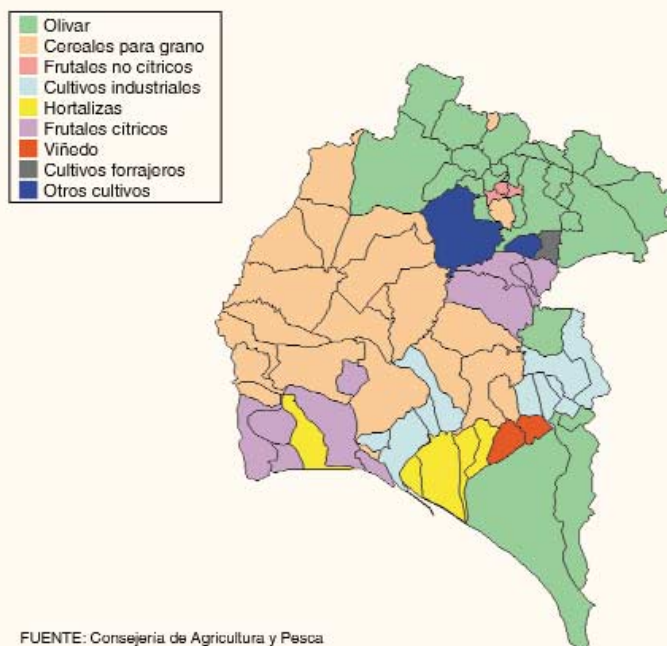 Olivar
Cereales para grano
Frutales no cítricos
Cultivos industriales
Hortalizas
Frutales cítricos
Viñedo
Cultivos forrajeros
Otros cultivos
FUENTE: Consejería de Agricultura y Pesca